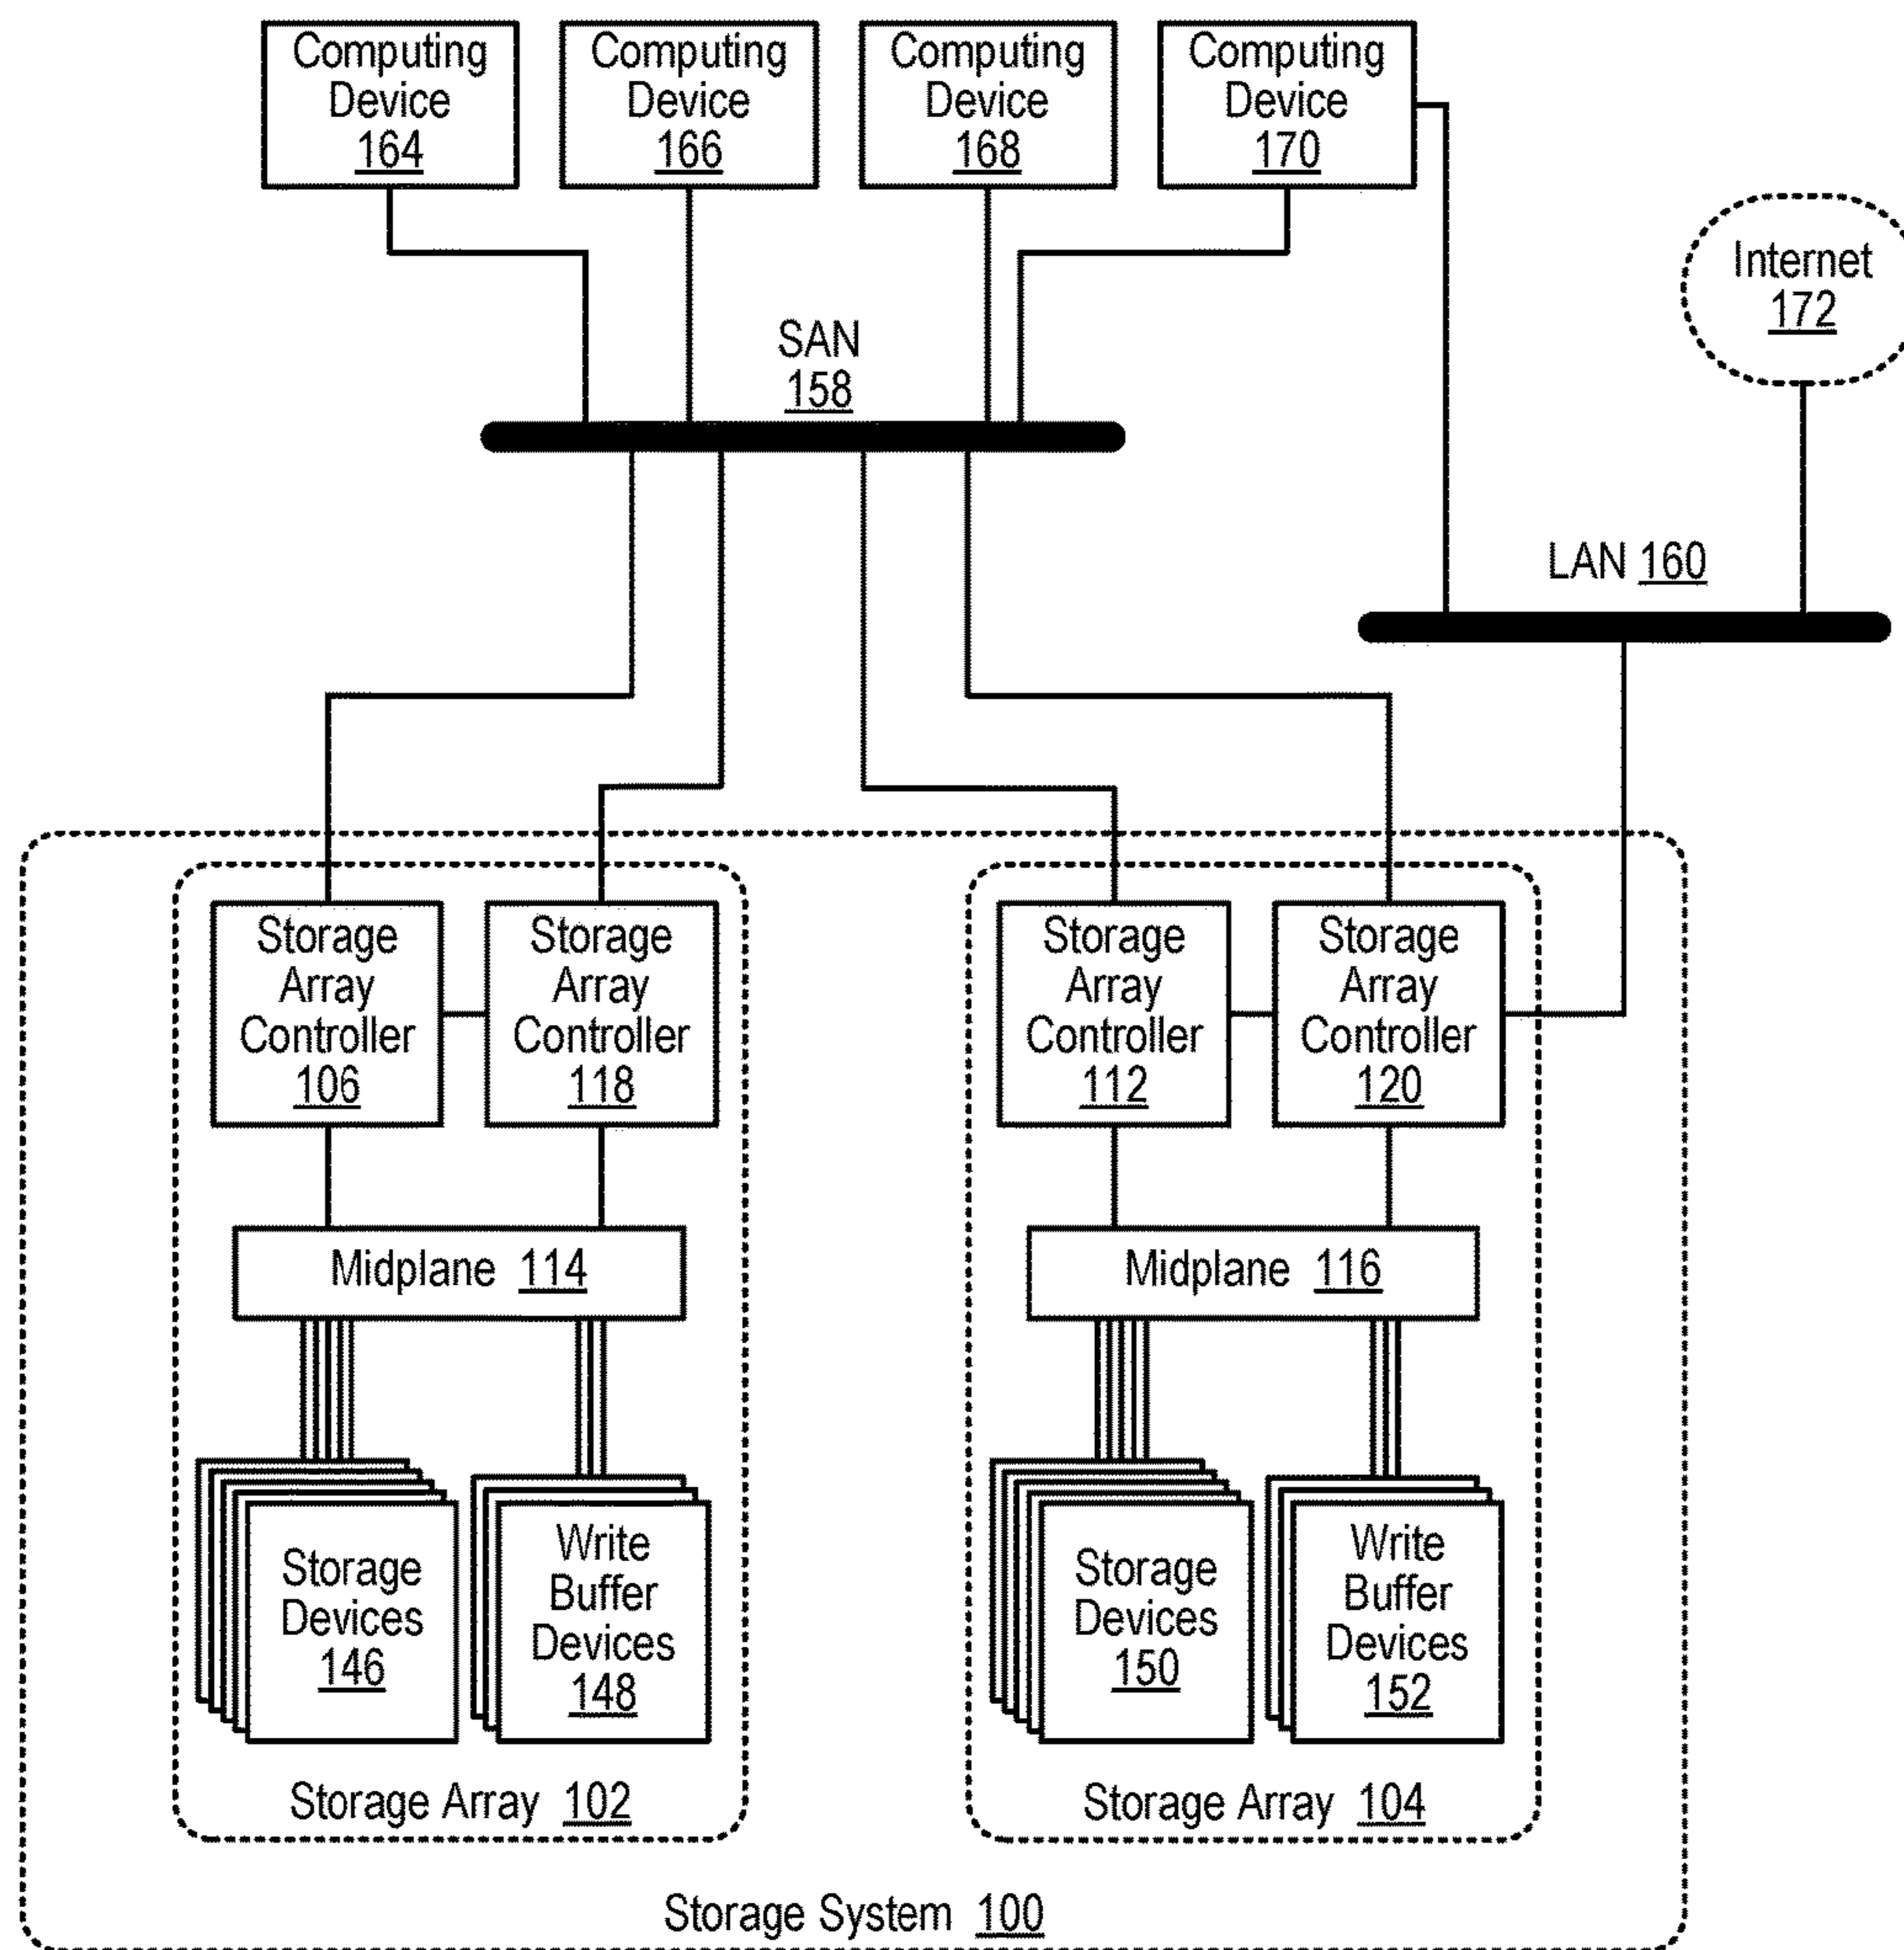 Computing
Device
164
Computing
Device
166
Computing
Device
168
Computing
Device
170
Internet
172
SAN
158
LAN 160
Storage
Array
Controller
106
Storage
Array
Controller
118
Storage
Array
Controller
112
Storage
Array
Controller
120
Midplane 114
Midplane 116
Storage
Devices
146
Write
Buffer
Devices
148
Storage
Devices
150
Write
Buffer
Devices
152
Storage Array 102
Storage Array 104
Storage System 100